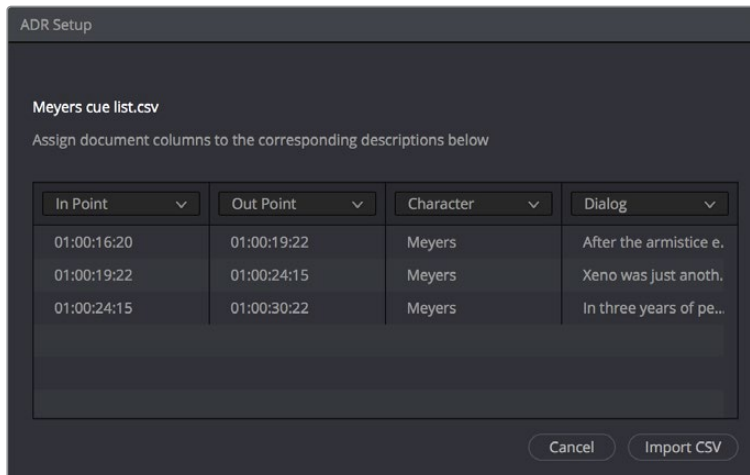 ADR Setup
Meyers cue list.csv
Assign document columns to the corresponding descriptions below
In Point Out Point Character Dialog
01:00:16:20 01:00:19:22 Meyers After the armistice e.
01:00:19:22 01:00:24:15 Meyers Xeno was just anoth.
01:00:24:15 01:00:30:22 Meyers In three years of pe...
Cancel Import CSV